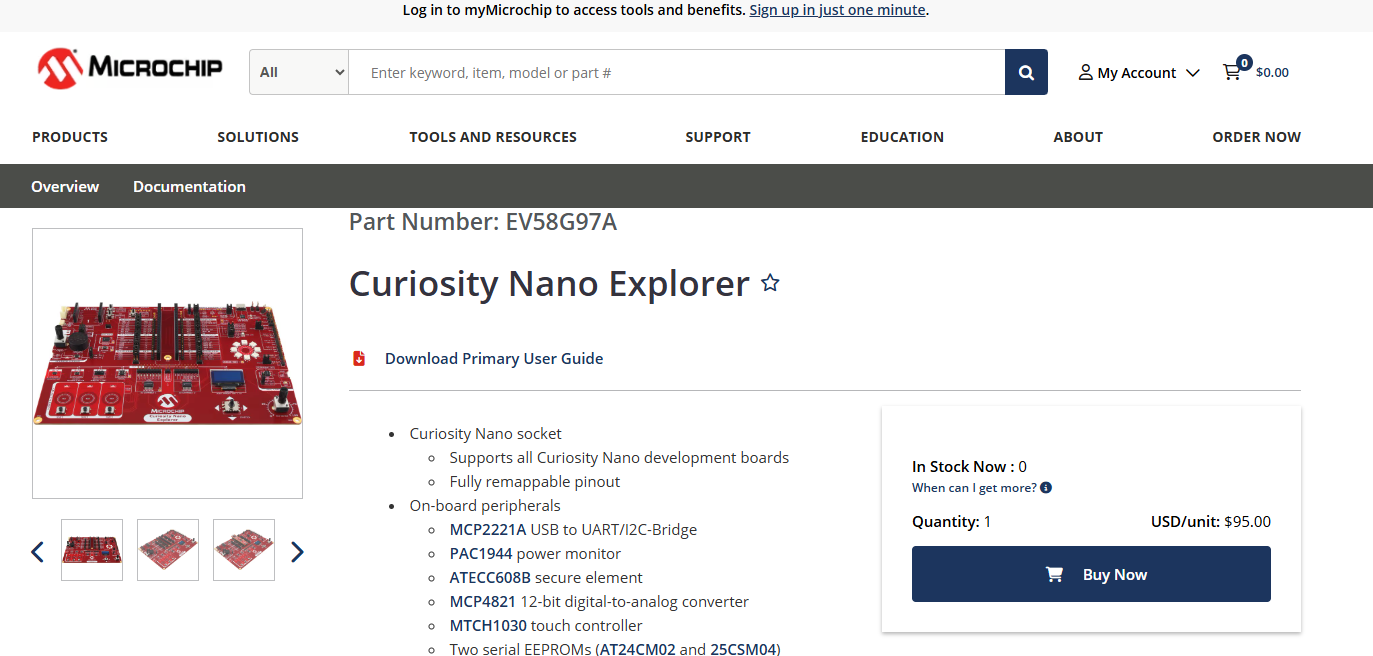 Log in to myMicrochip to access tools and benefits. Sign up in just one minute.
MICROCHIP
All
Enter keyword, item, model or part #
My Account
0
$0.00
PRODUCTS SOLUTIONS TOOLS AND RESOURCES SUPPORT EDUCATION ABOUT ORDER NOW
Overview Documentation
Part Number: EV58G97A
Curiosity Nano Explorer
Download Primary User Guide
MICROCHIP
Curiosity Nano
Explorer
Curiosity Nano socket
Supports all Curiosity Nano development boards
Fully remappable pinout
On-board peripherals
MCP2221A USB to UART/I2C-Bridge
PAC1944 power monitor
ATECC608B secure element
MCP4821 12-bit digital-to-analog converter
MTCH1030 touch controller
Two serial EEPROMs (AT24CM02 and 25CSM04)
In Stock Now : 0
When can I get more?
Quantity: 1 USD/unit: $95.00
Buy Now